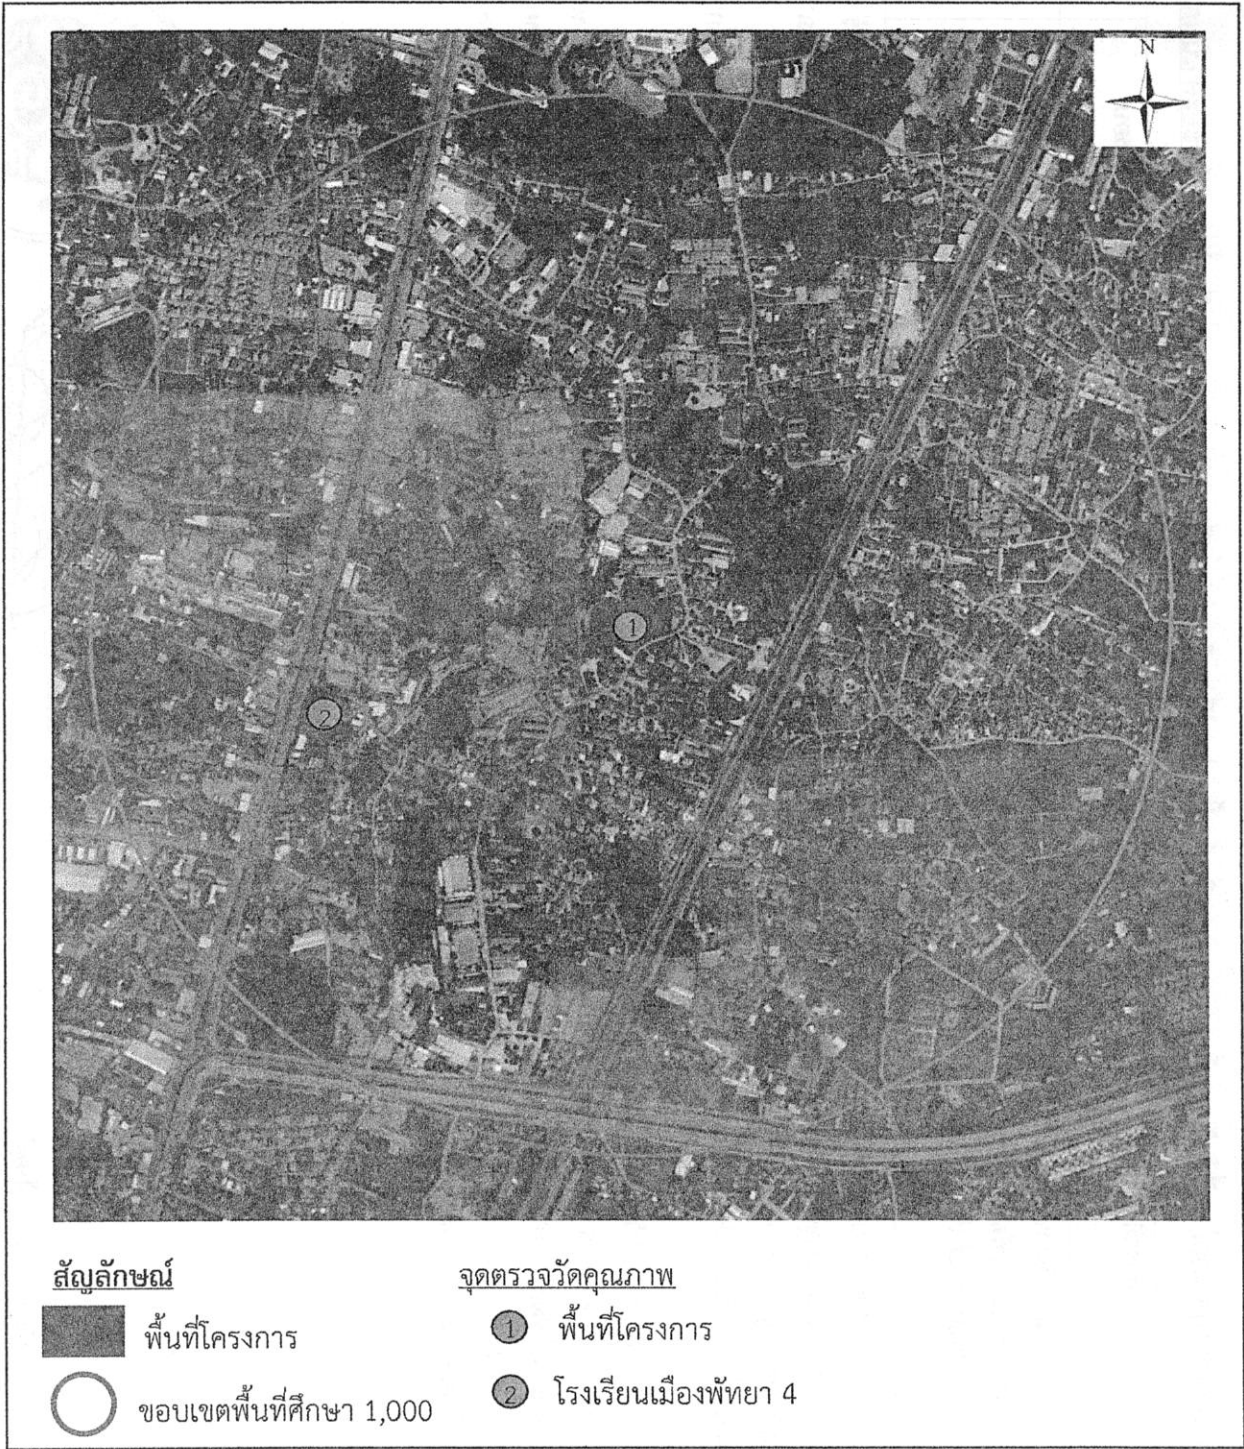 N
1
2
สัญลักษณ์
พื้นที่โครงการ
ขอบเขตพื้นที่ศึกษา 1,000
จุดตรวจวัดคุณภาพ
1 พื้นที่โครงการ
2 โรงเรียนเมืองพัทยา 4